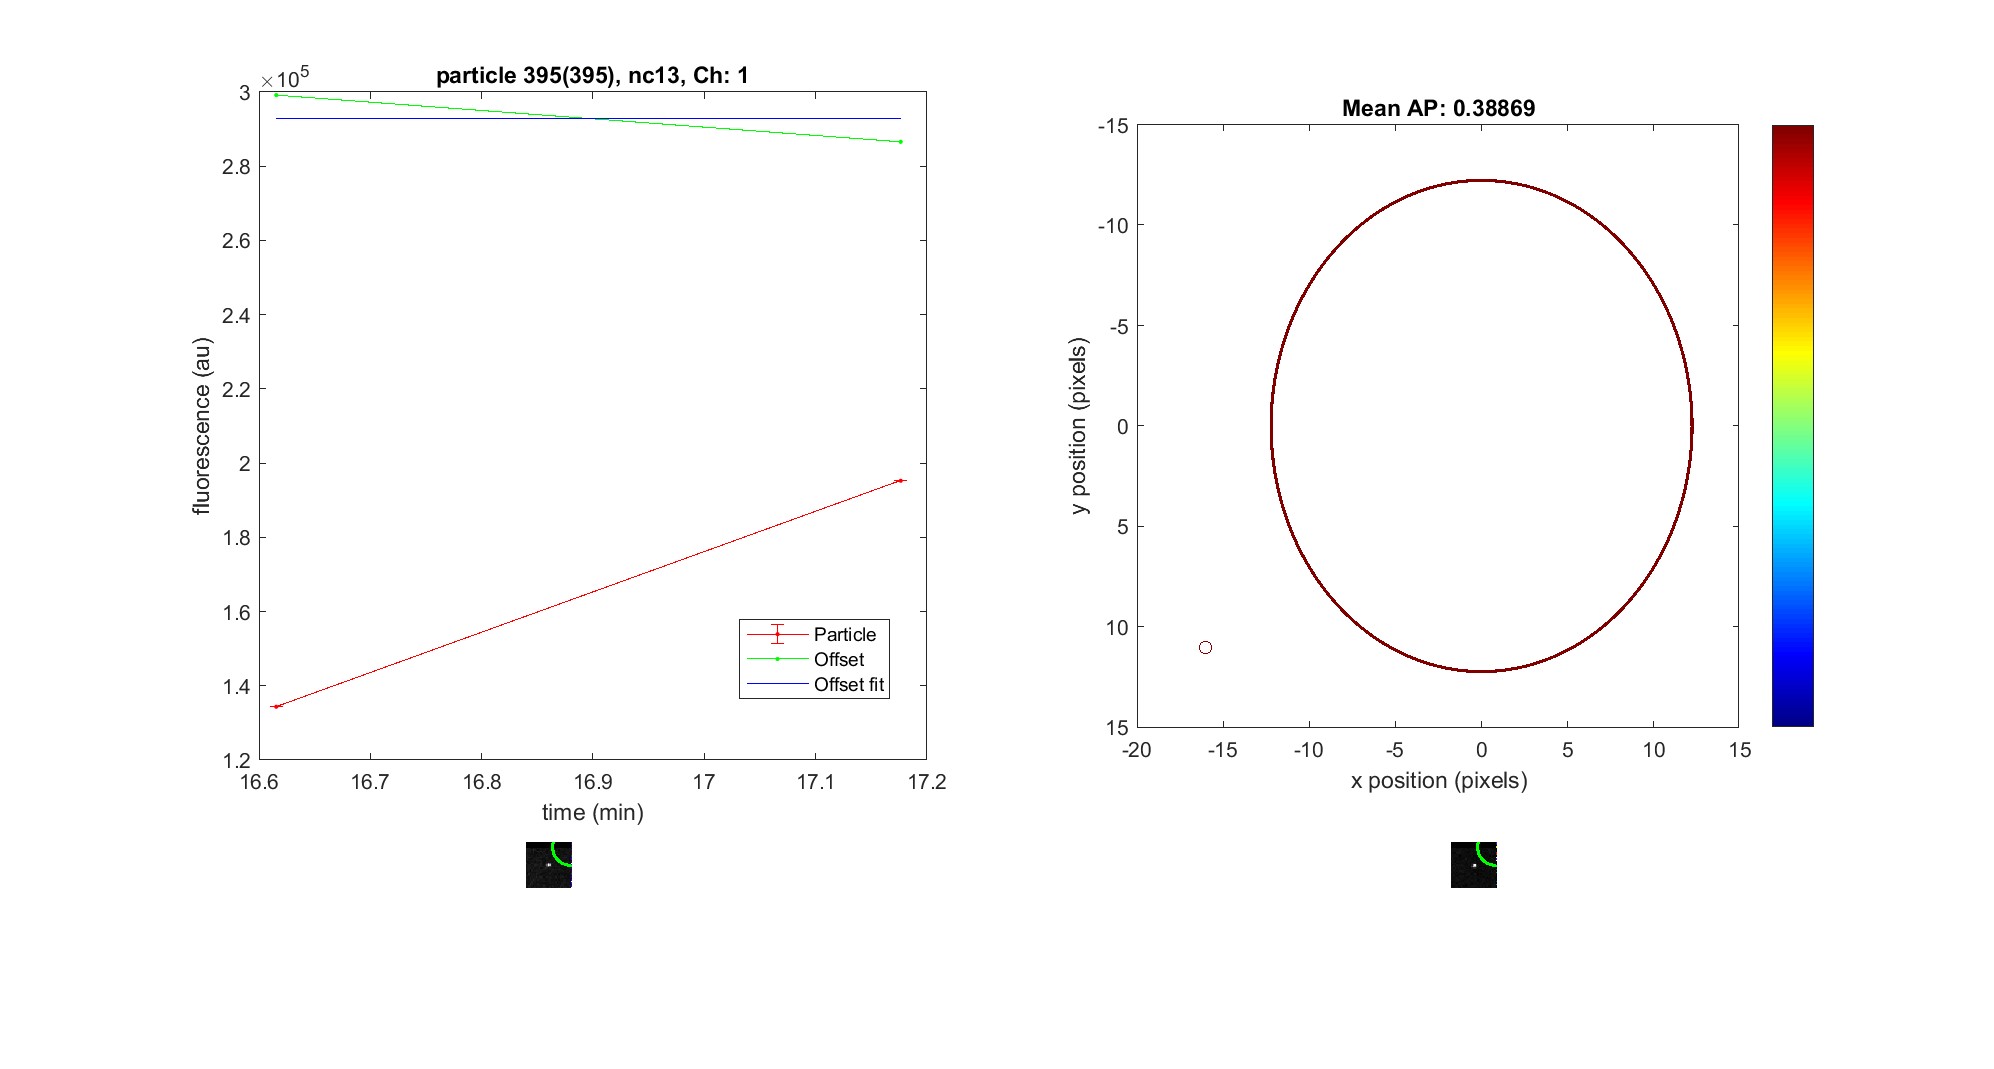 particle 395(395), nc13, Ch: 1
×10^5
3
2.8
2.6
2.4
2.2
2
1.8
1.6
1.4
1.2
fluorescence (au)
16.6 16.7 16.8 16.9 17 17.1 17.2
time (min)
Particle
Offset
Offset fit
Mean AP: 0.38869
-15
-10
-5
0
5
10
15
y position (pixels)
-20 -15 -10 -5 0 5 10 15
x position (pixels)